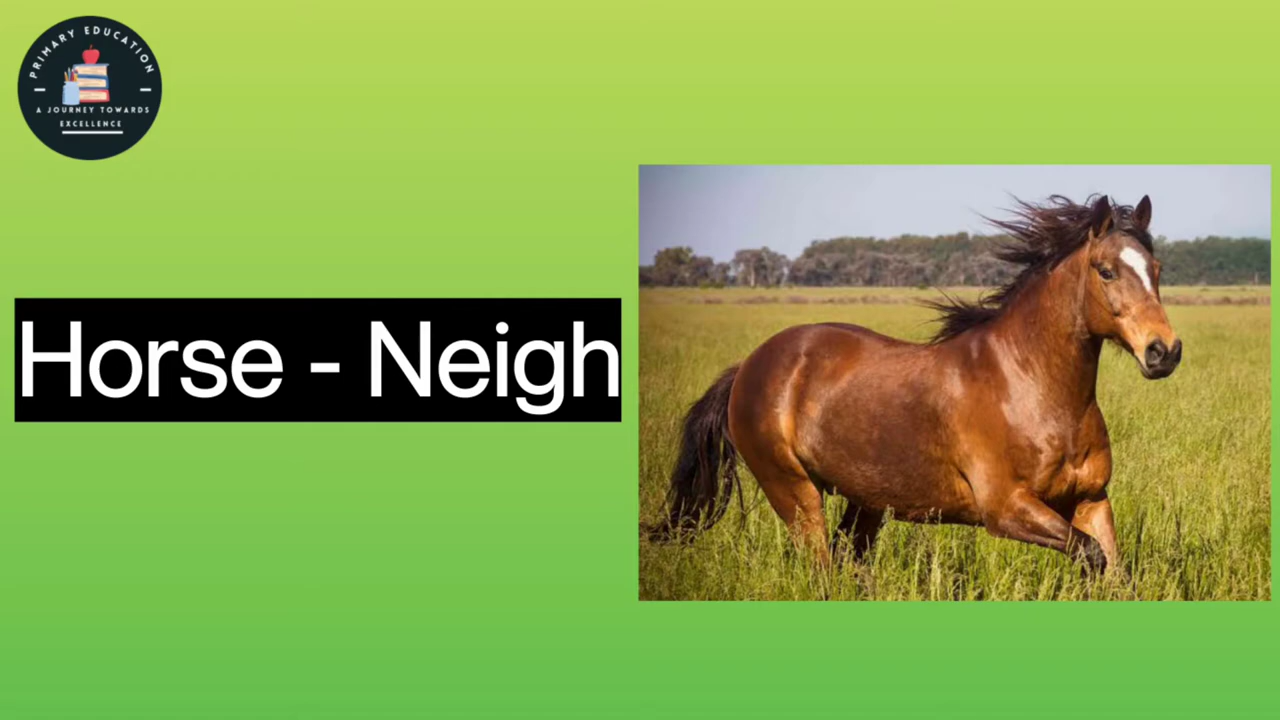 PRIMARY EDUCATION
A JOURNEY TOWARDS
EXCELLENCE
Horse - Neigh